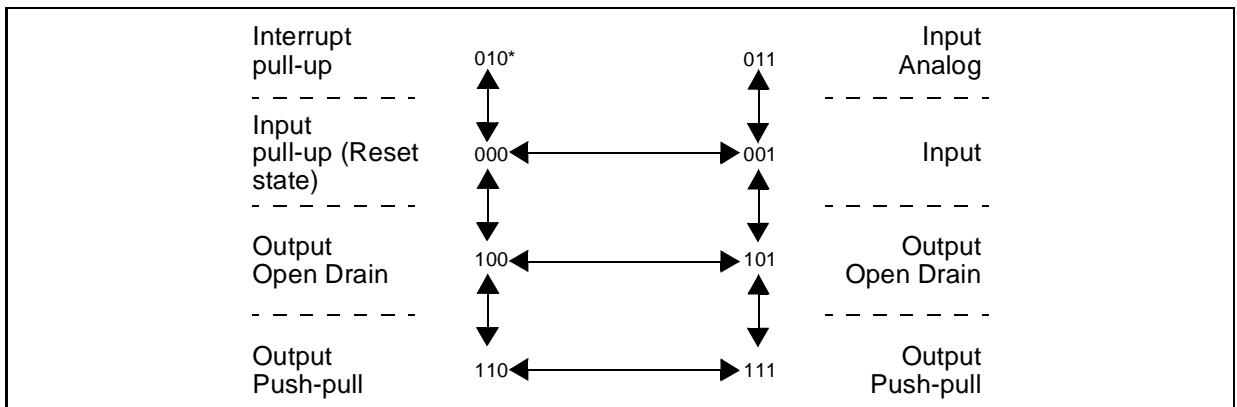 Interrupt
pull-up
010*
011
Input
Analog
Input
pull-up (Reset
state)
000
001
Input
Output
Open Drain
100
101
Output
Open Drain
Output
Push-pull
110
111
Output
Push-pull